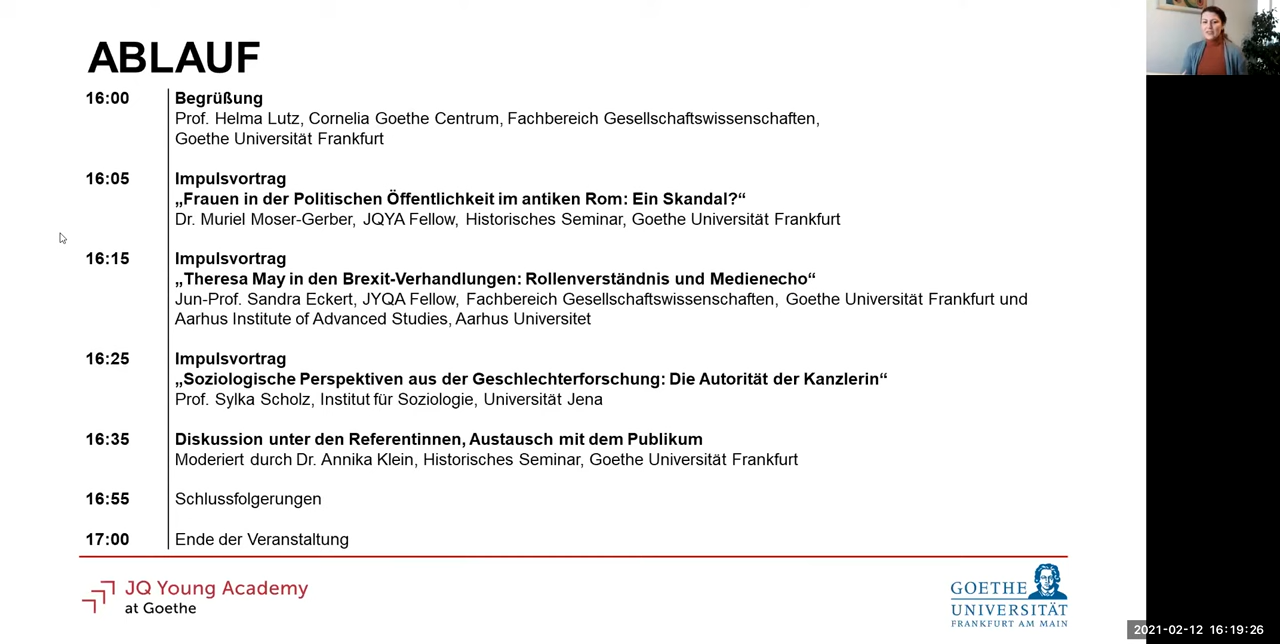 ABLAUF
16:00 Begrüßung
Prof. Helma Lutz, Cornelia Goethe Centrum, Fachbereich Gesellschaftswissenschaften,
Goethe Universität Frankfurt
16:05 Impulsvortrag
„Frauen in der Politischen Öffentlichkeit im antiken Rom: Ein Skandal?“
Dr. Muriel Moser-Gerber, JQYA Fellow, Historisches Seminar, Goethe Universität Frankfurt
16:15 Impulsvortrag
„Theresa May in den Brexit-Verhandlungen: Rollenverständnis und Medienecho“
Jun-Prof. Sandra Eckert, JYQA Fellow, Fachbereich Gesellschaftswissenschaften, Goethe Universität Frankfurt und
Aarhus Institute of Advanced Studies, Aarhus Universitet
16:25 Impulsvortrag
„Soziologische Perspektiven aus der Geschlechterforschung: Die Autorität der Kanzlerin“
Prof. Sylka Scholz, Institut für Soziologie, Universität Jena
16:35 Diskussion unter den Referentinnen, Austausch mit dem Publikum
Moderiert durch Dr. Annika Klein, Historisches Seminar, Goethe Universität Frankfurt
16:55 Schlussfolgerungen
17:00 Ende der Veranstaltung
JQ Young Academy
at Goethe
GOETHE
UNIVERSITÄT
FRANKFURT AM MAIN
2021-02-12 16:19:26